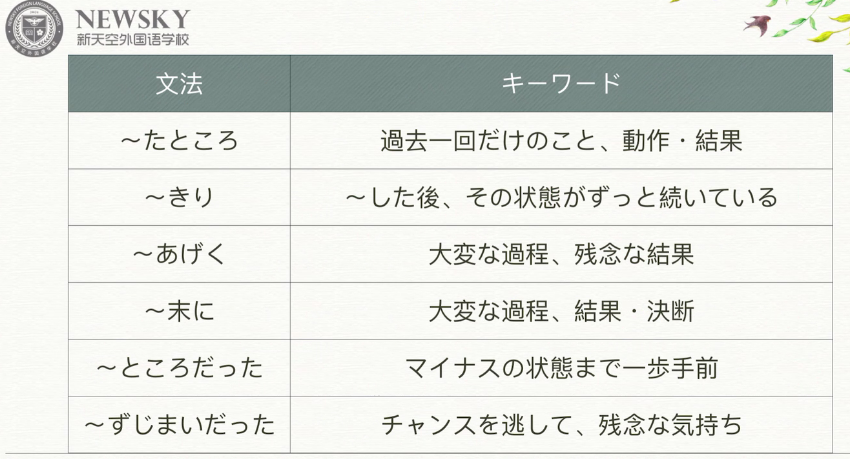 NEWSKY
新天空外国语学校
文法 キーワード
～たところ 過去一回だけのこと、動作・結果
～きり ～した後、その状態がずっと続いている
～あげく 大変な過程、残念な結果
～末に 大変な過程、結果・決断
～ところだった マイナスの状態まで一歩手前
～ずじまいだった チャンスを逃して、残念な気持ち